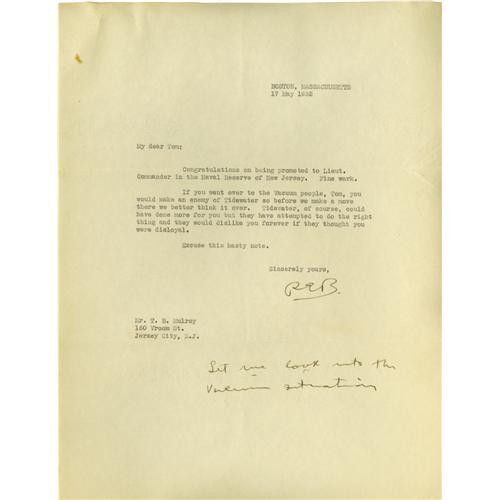 BOSTON, MASSACHUSETTS
17 May 1932
My dear Tom:
Congratulations on being promoted to Lieut.
Commander in the Naval Reserve of New Jersey. Fine work.
If you went over to the Vacuum people, Tom, you
would make an enemy of Tidewater so before we make a move
there we better think it over. Tidewater, of course, could
have done more for you but they have attempted to do the right
thing and they would dislike you forever if they thought you
were disloyal.
Excuse this hasty note.
Sincerely yours,
REB.
Mr. T. B. Mulroy
160 Vroom St.
Jersey City, N.J.
Let me look into the
Vacuum situation